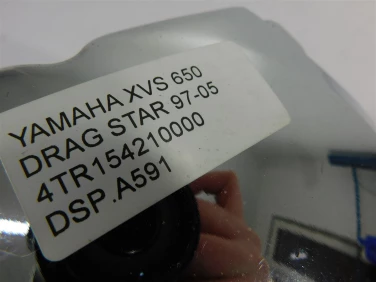 YAMAHA XVS 650
DRAG STAR 97-05
4TR154210000
DSP.A591